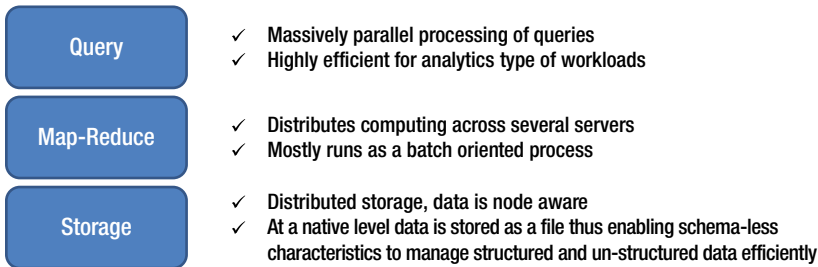 Query
✓ Massively parallel processing of queries
✓ Highly efficient for analytics type of workloads
Map-Reduce
✓ Distributes computing across several servers
✓ Mostly runs as a batch oriented process
Storage
✓ Distributed storage, data is node aware
✓ At a native level data is stored as a file thus enabling schema-less
characteristics to manage structured and un-structured data efficiently